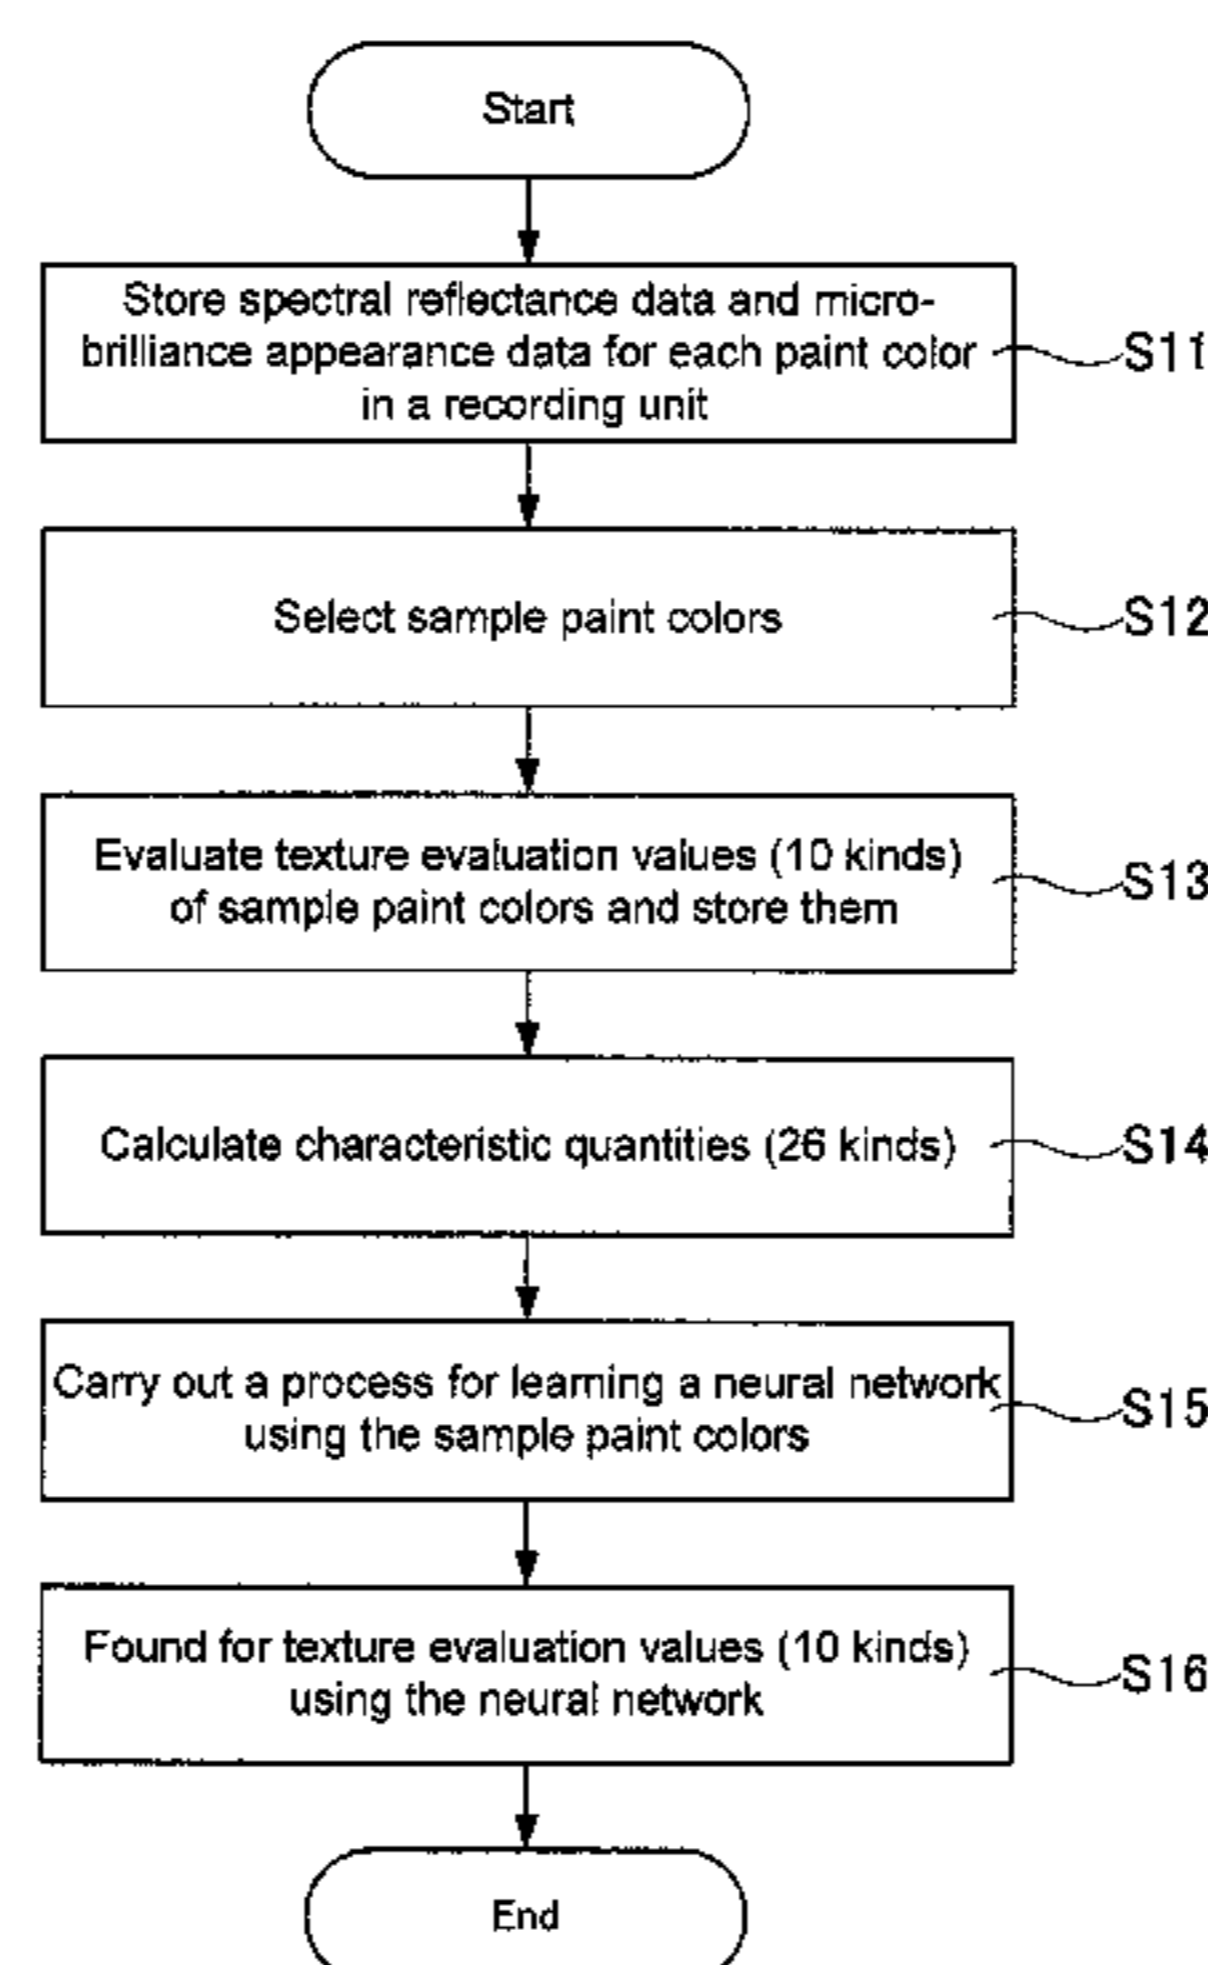 Start
Store spectral reflectance data and micro-
brilliance appearance data for each paint color
in a recording unit
S11
Select sample paint colors
S12
Evaluate texture evaluation values (10 kinds)
of sample paint colors and store them
S13
Calculate characteristic quantities (26 kinds)
S14
Carry out a process for learning a neural network
using the sample paint colors
S15
Found for texture evaluation values (10 kinds)
using the neural network
S16
End